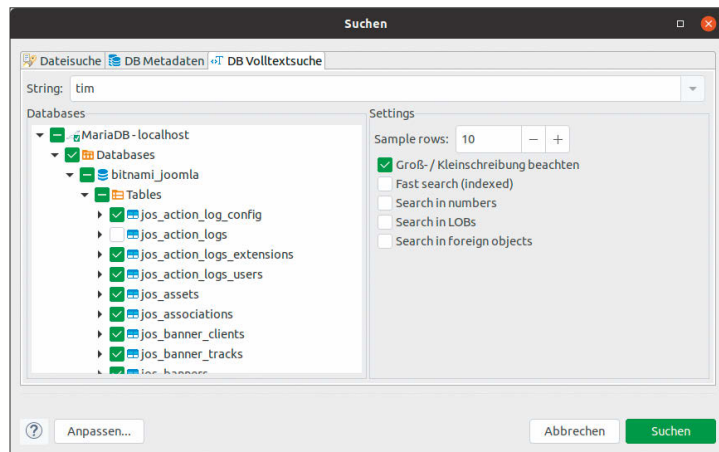 Suchen
Dateisuche DB Metadaten DB Volltextsuche
String: tim
Databases
MariaDB - localhost
Databases
bitnami_joomla
Tables
jos_action_log_config
jos_action_logs
jos_action_logs_extensions
jos_action_logs_users
jos_assets
jos_associations
jos_banner_clients
jos_banner_tracks
jos_banners
Settings
Sample rows: 10 − +
Groß- / Kleinschreibung beachten
Fast search (indexed)
Search in numbers
Search in LOBs
Search in foreign objects
? Anpassen... Abbrechen Suchen